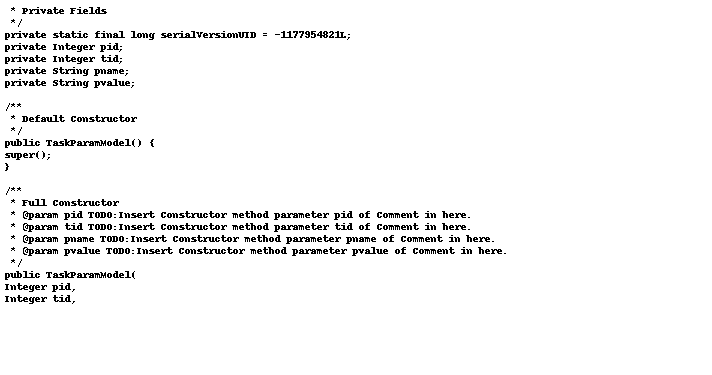 * Private Fields
 */
private static final long serialVersionUID = -1177954821L;
private Integer pid;
private Integer tid;
private String pname;
private String pvalue;

/**
 * Default Constructor
 */
public TaskParamModel() {
super();
}

/**
 * Full Constructor
 * @param pid TODO:Insert Constructor method parameter pid of Comment in here.
 * @param tid TODO:Insert Constructor method parameter tid of Comment in here.
 * @param pname TODO:Insert Constructor method parameter pname of Comment in here.
 * @param pvalue TODO:Insert Constructor method parameter pvalue of Comment in here.
 */
public TaskParamModel(
Integer pid,
Integer tid,